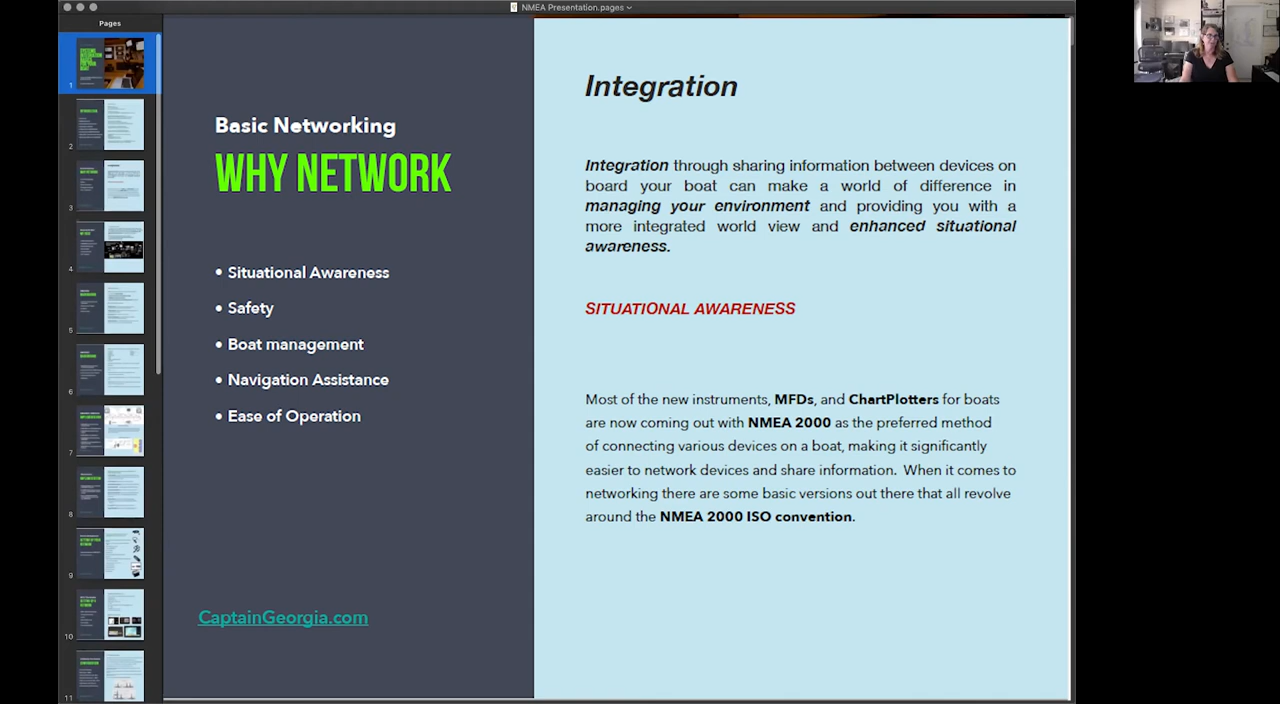 NMEA Presentation.pages
Pages
1
2
3
4
5
6
7
8
9
10
11
Basic Networking
WHY NETWORK
• Situational Awareness
• Safety
• Boat management
• Navigation Assistance
• Ease of Operation
CaptainGeorgia.com
Integration
Integration through sharing information between devices on
board your boat can make a world of difference in
managing your environment and providing you with a
more integrated world view and enhanced situational
awareness.
SITUATIONAL AWARENESS
Most of the new instruments, MFDs, and ChartPlotters for boats
are now coming out with NMEA 2000 as the preferred method
of connecting various devices on a boat, making it significantly
easier to network devices and share information. When it comes to
networking there are some basic versions out there that all revolve
around the NMEA 2000 ISO convention.